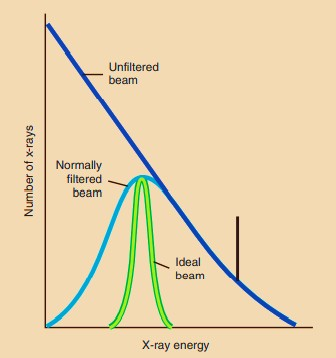 Unfiltered
beam
Normally
filtered
beam
Ideal
beam
Number of x-rays
X-ray energy